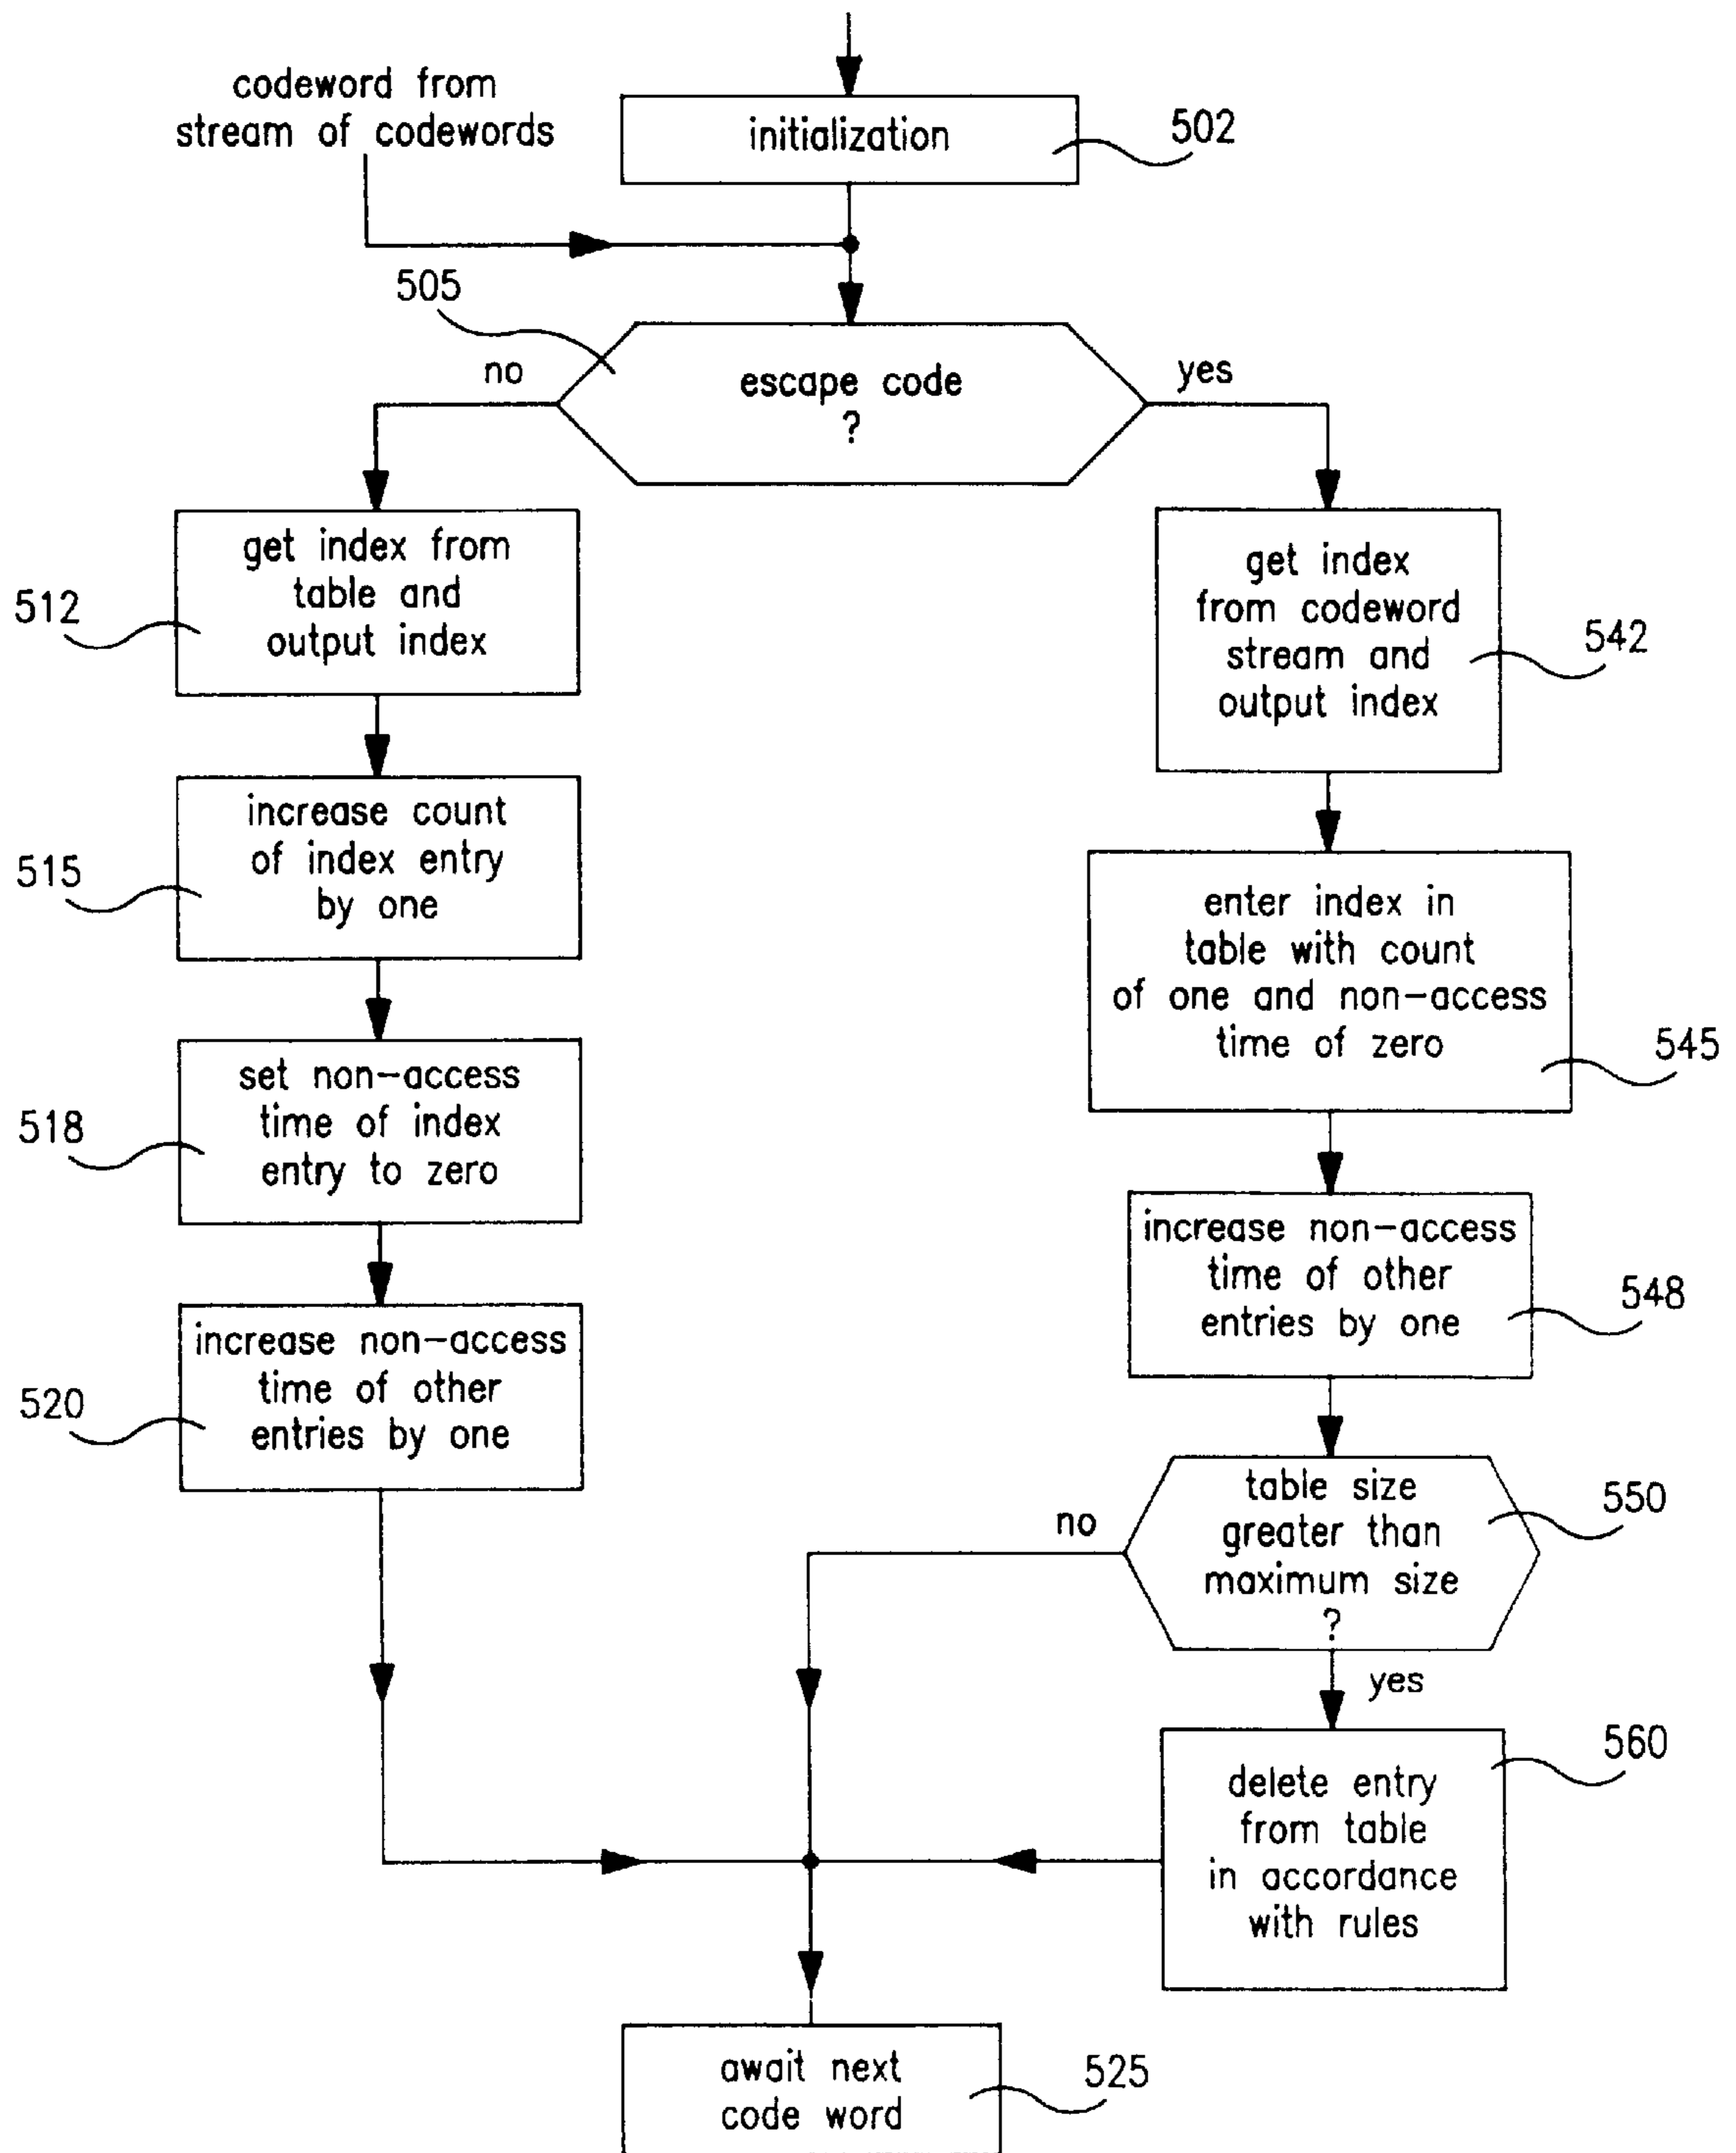 codeword from
stream of codewords
initialization
502
505
no
escape code
?
yes
get index from
table and
output index
512
increase count
of index entry
by one
515
set non-access
time of index
entry to zero
518
increase non-access
time of other
entries by one
520
get index
from codeword
stream and
output index
542
enter index in
table with count
of one and non-access
time of zero
545
increase non-access
time of other
entries by one
548
table size
greater than
maximum size
?
550
no
yes
delete entry
from table
in accordance
with rules
560
await next
code word
525